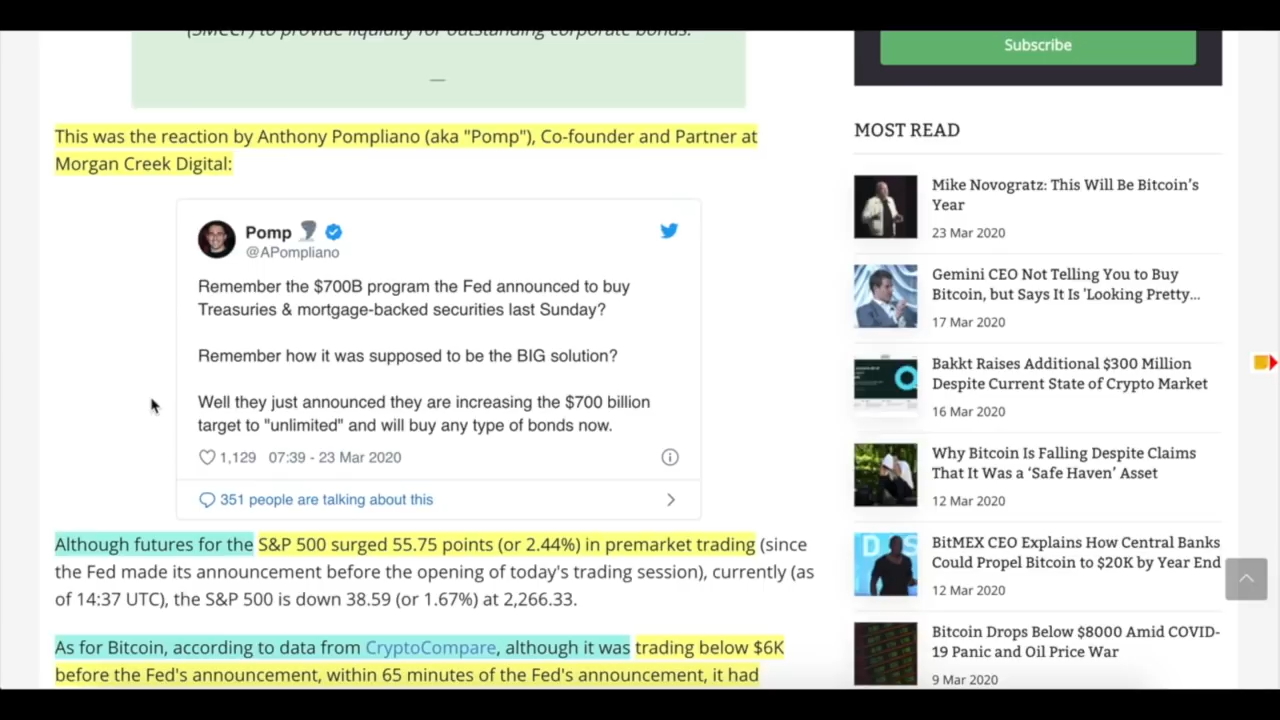 (SMCCF) to provide liquidity for outstanding corporate bonds."
—
This was the reaction by Anthony Pompliano (aka "Pomp"), Co-founder and Partner at
Morgan Creek Digital:
Pomp
@APompliano
Remember the $700B program the Fed announced to buy
Treasuries & mortgage-backed securities last Sunday?
Remember how it was supposed to be the BIG solution?
Well they just announced they are increasing the $700 billion
target to "unlimited" and will buy any type of bonds now.
1,129 07:39 - 23 Mar 2020
351 people are talking about this
Although futures for the S&P 500 surged 55.75 points (or 2.44%) in premarket trading (since
the Fed made its announcement before the opening of today's trading session), currently (as
of 14:37 UTC), the S&P 500 is down 38.59 (or 1.67%) at 2,266.33.
As for Bitcoin, according to data from CryptoCompare, although it was trading below $6K
before the Fed's announcement, within 65 minutes of the Fed's announcement, it had
Subscribe
MOST READ
Mike Novogratz: This Will Be Bitcoin's
Year
23 Mar 2020
Gemini CEO Not Telling You to Buy
Bitcoin, but Says It Is 'Looking Pretty...
17 Mar 2020
Bakkt Raises Additional $300 Million
Despite Current State of Crypto Market
16 Mar 2020
Why Bitcoin Is Falling Despite Claims
That It Was a 'Safe Haven' Asset
12 Mar 2020
BitMEX CEO Explains How Central Banks
Could Propel Bitcoin to $20K by Year End
12 Mar 2020
Bitcoin Drops Below $8000 Amid COVID-
19 Panic and Oil Price War
9 Mar 2020